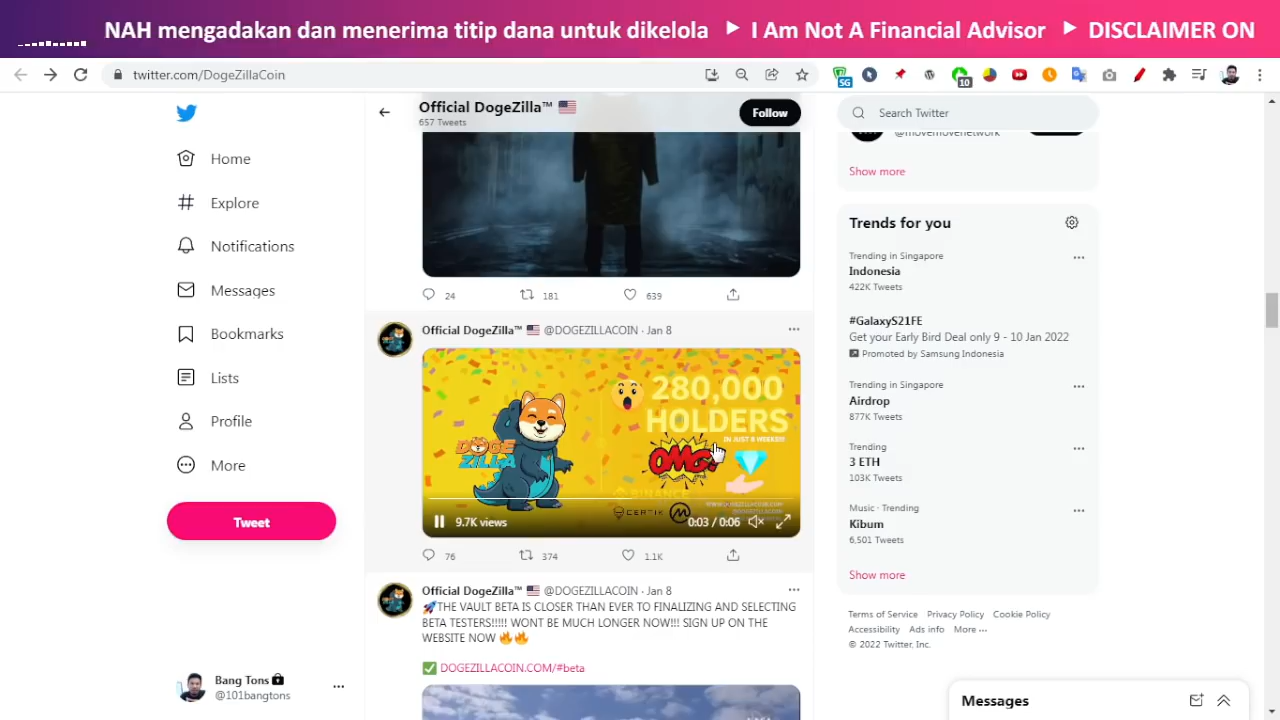 NAH mengadakan dan menerima titip dana untuk dikelola ▶ I Am Not A Financial Advisor ▶ DISCLAIMER ON
twitter.com/DogeZillaCoin
SG
10
Official DogeZilla™ 🇺🇸
657 Tweets
Follow
Search Twitter
@movemovenetwork
Show more
Home
Explore
Notifications
Messages
Bookmarks
Lists
Profile
More
Tweet
Bang Tons
@101bangtons
24 181 639
Official DogeZilla™ 🇺🇸 @DOGEZILLACOIN · Jan 8
DOGE
ZILLA
280,000
HOLDERS
IN JUST 8 WEEKS!!!
OMG
BINANCE
CERTIK
9.7K views
0:03 / 0:06
76 374 1.1K
Official DogeZilla™ 🇺🇸 @DOGEZILLACOIN · Jan 8
🚀THE VAULT BETA IS CLOSER THAN EVER TO FINALIZING AND SELECTING
BETA TESTERS!!!!! WONT BE MUCH LONGER NOW!!! SIGN UP ON THE
WEBSITE NOW 🔥🔥
✅ DOGEZILLACOIN.COM/#beta
Trends for you
Trending in Singapore
Indonesia
422K Tweets
#GalaxyS21FE
Get your Early Bird Deal only 9 - 10 Jan 2022
Promoted by Samsung Indonesia
Trending in Singapore
Airdrop
877K Tweets
Trending
3 ETH
103K Tweets
Music · Trending
Kibum
6,501 Tweets
Show more
Terms of Service Privacy Policy Cookie Policy
Accessibility Ads info More ···
© 2022 Twitter, Inc.
Messages